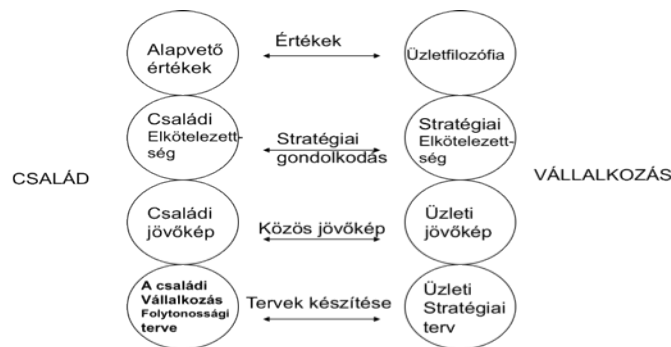 Alapvető
értékek
Értékek
Üzletfilozófia
Családi
Elkötelezett-
ség
Stratégiai
gondolkodás
Stratégiai
Elkötelezett-
ség
CSALÁD
VÁLLALKOZÁS
Családi
jövőkép
Közös jövőkép
Üzleti
jövőkép
A családi
Vállalkozás
Folytonossági
terve
Tervek készítése
Üzleti
Stratégiai
terv